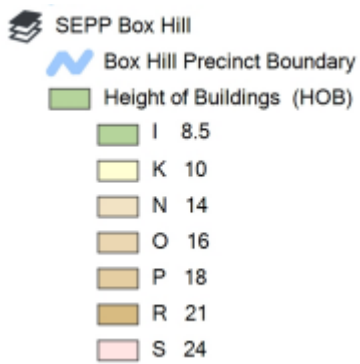 SEPP Box Hill
Box Hill Precinct Boundary
Height of Buildings (HOB)
I 8.5
K 10
N 14
O 16
P 18
R 21
S 24